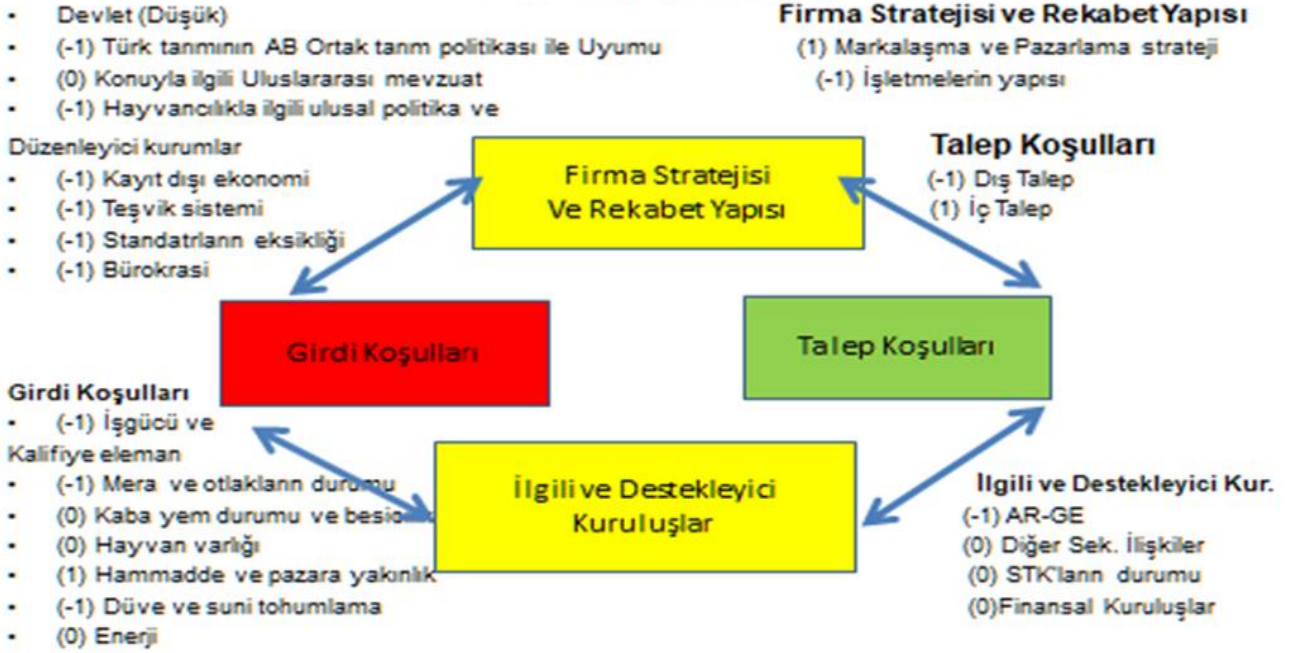 Devlet (Düşük)
(-1) Türk tarımının AB Ortak tarım politikası ile Uyumu
(0) Konuyla ilgili Uluslararası mevzuat
(-1) Hayvancılıkla ilgili ulusal politika ve
Düzenleyici kurumlar
(-1) Kayıt dışı ekonomi
(-1) Teşvik sistemi
(-1) Standatrların eksikliği
(-1) Bürokrasi
Firma Stratejisi ve Rekabet Yapısı
(1) Markalaşma ve Pazarlama strateji
(-1) İşletmelerin yapısı
Talep Koşulları
(-1) Dış Talep
(1) İç Talep
Firma Stratejisi
Ve Rekabet Yapısı
Girdi Koşulları
Talep Koşulları
İlgili ve Destekleyici
Kuruluşlar
Girdi Koşulları
(-1) İşgücü ve
Kalifiye eleman
(-1) Mera ve otlakların durumu
(0) Kaba yem durumu ve
(0) Hayvan varlığı
(1) Hammadde ve pazara yakınlık
(-1) Düve ve suni tohumlama
(0) Enerji
İlgili ve Destekleyici Kur.
(-1) AR-GE
(0) Diğer Sek. İlişkiler
(0) STK'ların durumu
(0)Finansal Kuruluşlar